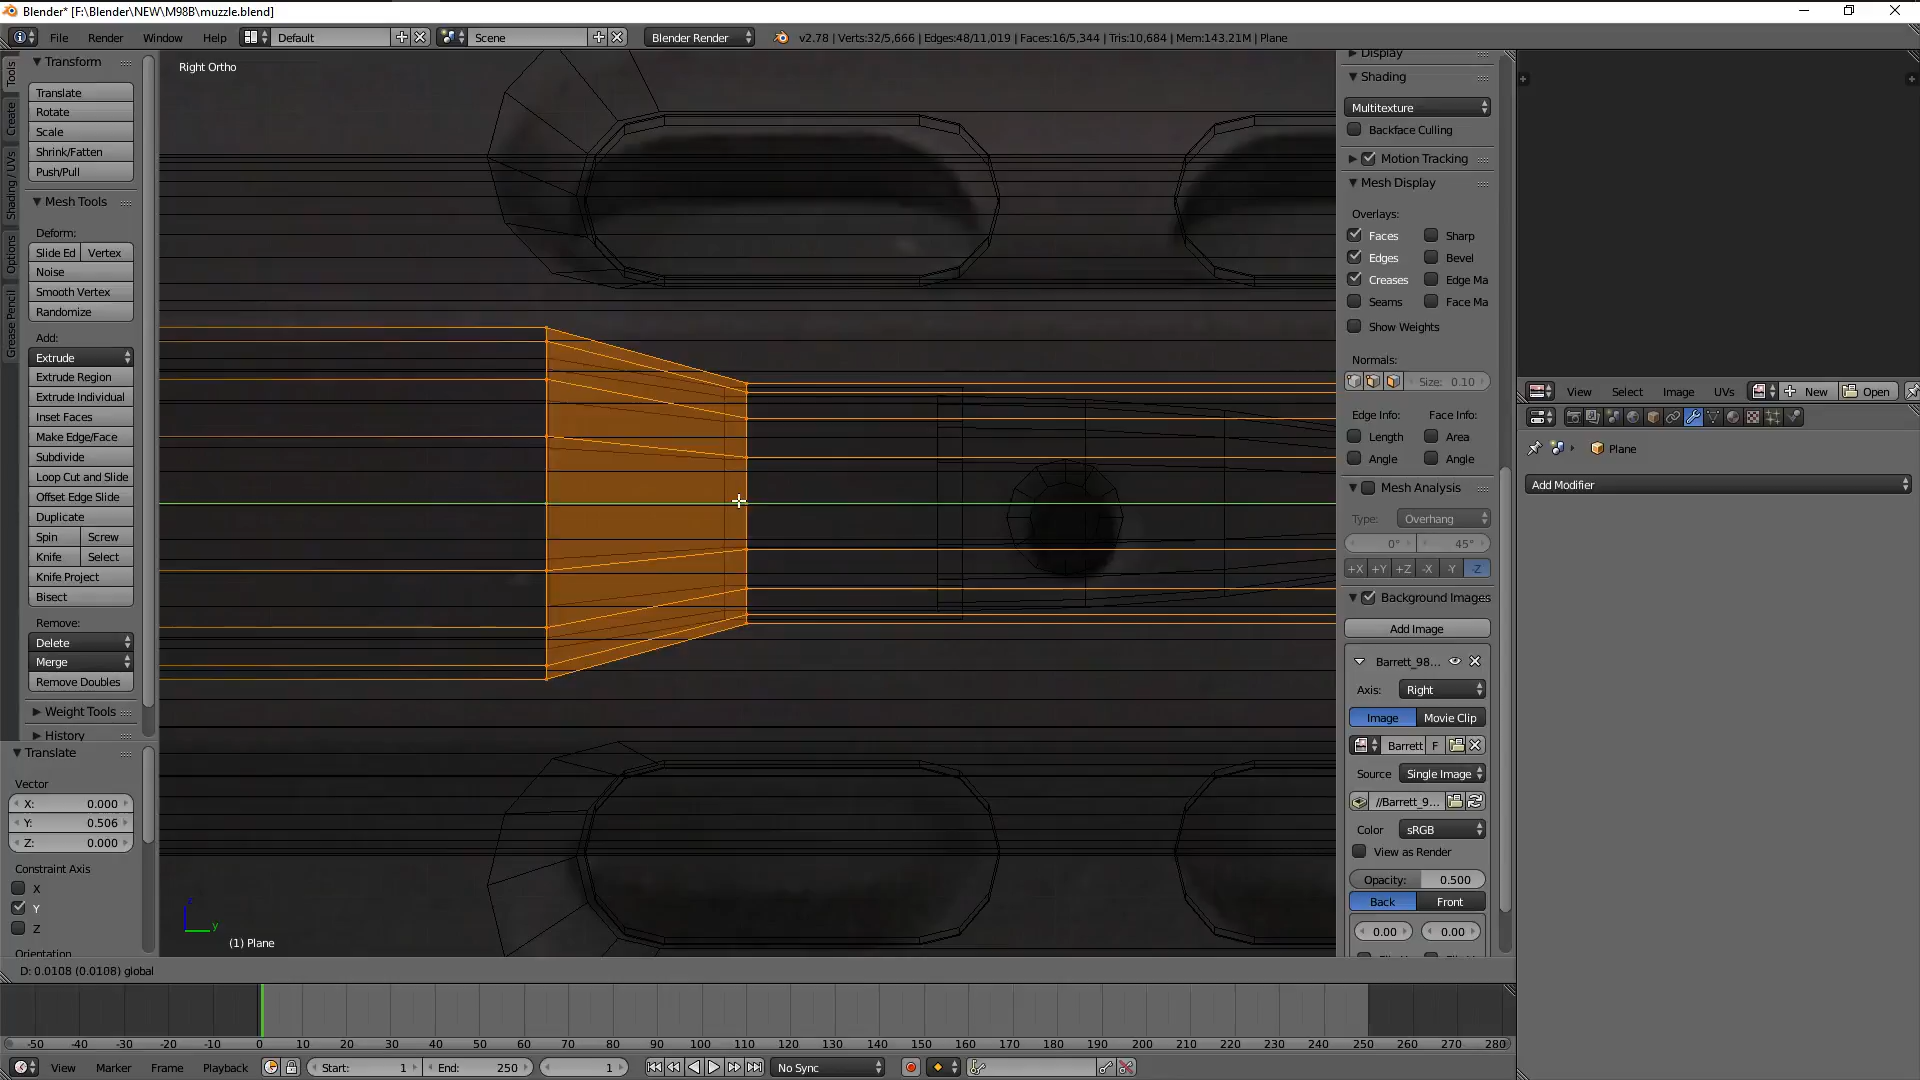 Blender* [F:\Blender\NEW\M98B\muzzle.blend]
File Render Window Help Default Scene Blender Render v2.78 | Verts:32/5,666 | Edges:48/11,019 | Faces:16/5,344 | Tris:10,684 | Mem:143.21M | Plane
Tools
Create
Shading / UVs
Options
Grease Pencil
Transform
Translate
Rotate
Scale
Shrink/Fatten
Push/Pull
Mesh Tools
Deform:
Slide Ed Vertex
Noise
Smooth Vertex
Randomize
Add:
Extrude
Extrude Region
Extrude Individual
Inset Faces
Make Edge/Face
Subdivide
Loop Cut and Slide
Offset Edge Slide
Duplicate
Spin Screw
Knife Select
Knife Project
Bisect
Remove:
Delete
Merge
Remove Doubles
Weight Tools
History
Translate
Vector
X: 0.000
Y: 0.506
Z: 0.000
Constraint Axis
X
Y
Z
Orientation
Right Ortho
z
y
(1) Plane
D: 0.0108 (0.0108) global
Display
Shading
Multitexture
Backface Culling
Motion Tracking
Mesh Display
Overlays:
Faces Sharp
Edges Bevel
Creases Edge Ma
Seams Face Ma
Show Weights
Normals:
Size: 0.10
Edge Info: Face Info:
Length Area
Angle Angle
Mesh Analysis
Type: Overhang
0° 45°
+X +Y +Z -X -Y -Z
Background Images
Add Image
Barrett_98...
Axis: Right
Image Movie Clip
Barrett F
Source Single Image
//Barrett_9...
Color sRGB
View as Render
Opacity: 0.500
Back Front
0.00 0.00
View Select Image UVs New Open
Plane
Add Modifier
-50 -40 -30 -20 -10 0 10 20 30 40 50 60 70 80 90 100 110 120 130 140 150 160 170 180 190 200 210 220 230 240 250 260 270 280
View Marker Frame Playback Start: 1 End: 250 1 No Sync